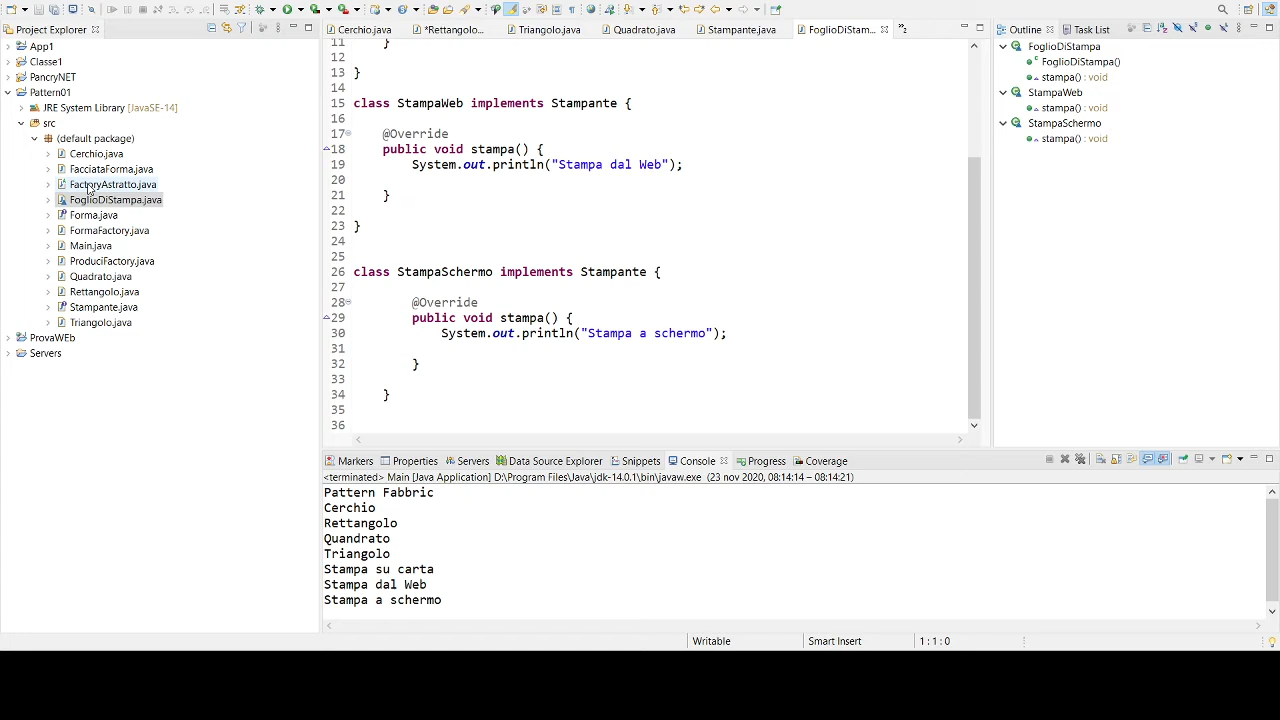 Project Explorer
Cerchio.java
*Rettangolo...
Triangolo.java
Quadrato.java
Stampante.java
FoglioDiStam...
»2
Outline
Task List
App1
Classe1
PancryNET
Pattern01
JRE System Library [JavaSE-14]
src
(default package)
Cerchio.java
FacciataForma.java
FactoryAstratto.java
FoglioDiStampa.java
Forma.java
FormaFactory.java
Main.java
ProduciFactory.java
Quadrato.java
Rettangolo.java
Stampante.java
Triangolo.java
ProvaWEb
Servers
11 }
12
13 }
14
15 class StampaWeb implements Stampante {
16
17 @Override
18 public void stampa() {
19 System.out.println("Stampa dal Web");
20
21 }
22
23 }
24
25
26 class StampaSchermo implements Stampante {
27
28 @Override
29 public void stampa() {
30 System.out.println("Stampa a schermo");
31
32 }
33
34 }
35
36
FoglioDiStampa
FoglioDiStampa()
stampa() : void
StampaWeb
stampa() : void
StampaSchermo
stampa() : void
Markers
Properties
Servers
Data Source Explorer
Snippets
Console
Progress
Coverage
<terminated> Main [Java Application] D:\Program Files\Java\jdk-14.0.1\bin\javaw.exe (23 nov 2020, 08:14:14 – 08:14:21)
Pattern Fabbric
Cerchio
Rettangolo
Quandrato
Triangolo
Stampa su carta
Stampa dal Web
Stampa a schermo
Writable
Smart Insert
1 : 1 : 0